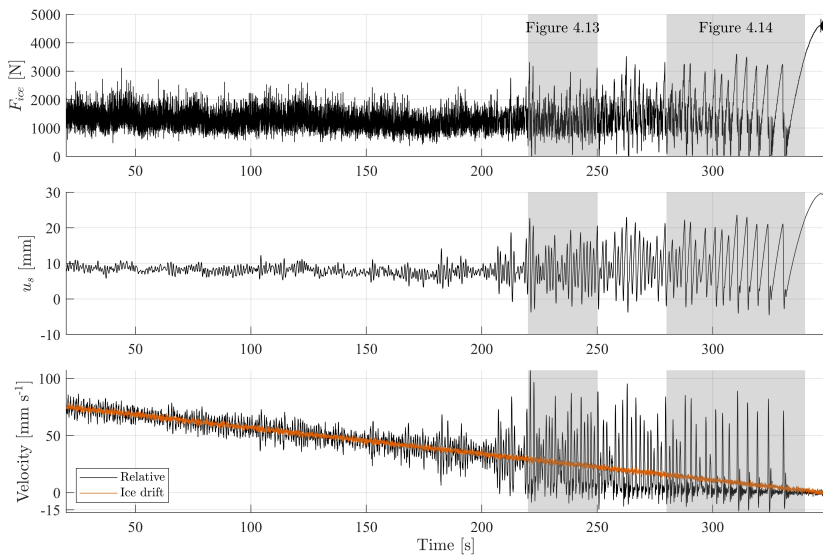 Figure 4.13 Figure 4.14
F_ice [N]
5000
4000
3000
2000
1000
0
50 100 150 200 250 300
u_s [mm]
30
20
10
0
-10
50 100 150 200 250 300
Velocity [mm s⁻¹]
100
50
0
-15
Relative
Ice drift
50 100 150 200 250 300
Time [s]